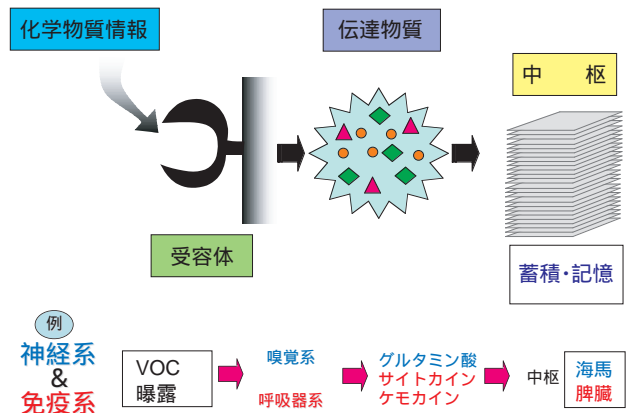 化学物質情報
伝達物質
中　　枢
受容体
蓄積・記憶
例
神経系
&
免疫系
VOC
曝露
嗅覚系
呼吸器系
グルタミン酸
サイトカイン
ケモカイン
中枢
海馬
脾臓